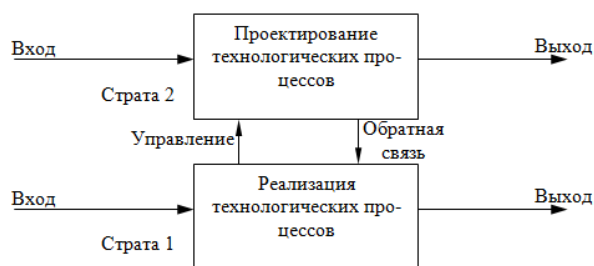 Проектирование
технологических про-
цессов
Вход
Выход
Страта 2
Управление
Обратная
связь
Реализация
технологических про-
цессов
Вход
Выход
Страта 1